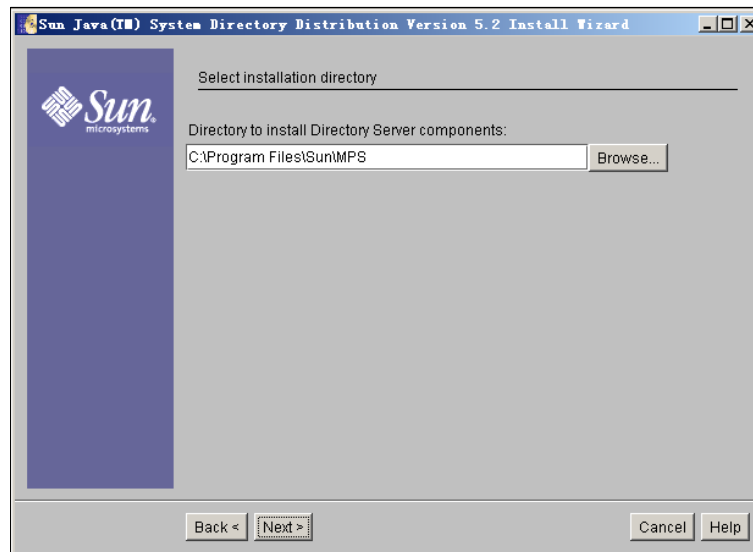 Sun Java(TM) System Directory Distribution Version 5.2 Install Wizard
Sun
microsystems
Select installation directory
Directory to install Directory Server components:
C:\Program Files\Sun\MPS
Browse...
Back <
Next >
Cancel
Help